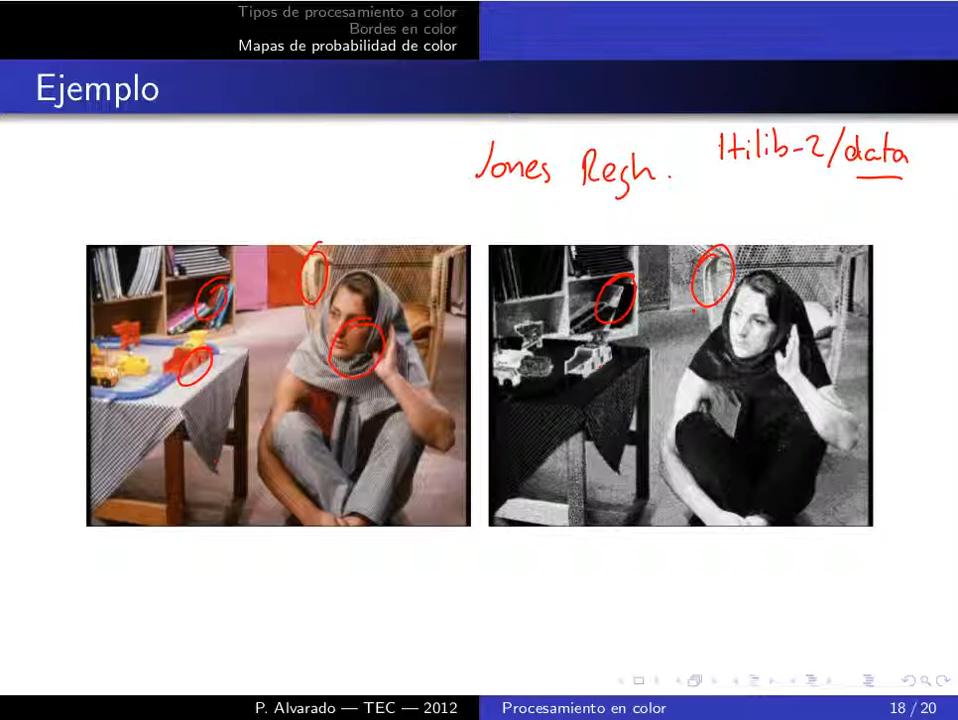 Tipos de procesamiento a color
Bordes en color
Mapas de probabilidad de color
Ejemplo
Jones Regh. ltilib-2/data
P. Alvarado — TEC — 2012 Procesamiento en color 18 / 20